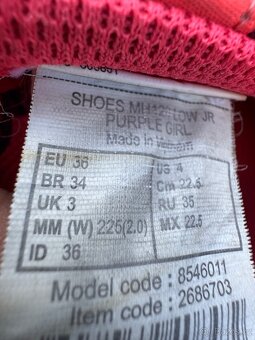 SHOES MH120 LOW JR
PURPLE GIRL
Made in Vietnam
EU 36 US 4
BR 34 Cm 22.5
UK 3 RU 35
MM (W) 225(2.0) MX 22.5
ID 36
Model code : 8546011
Item code : 2686703